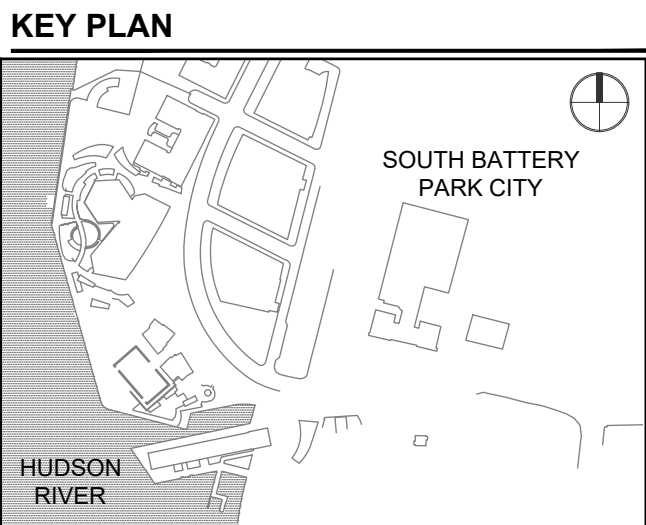 KEY PLAN
SOUTH BATTERY
PARK CITY
HUDSON
RIVER